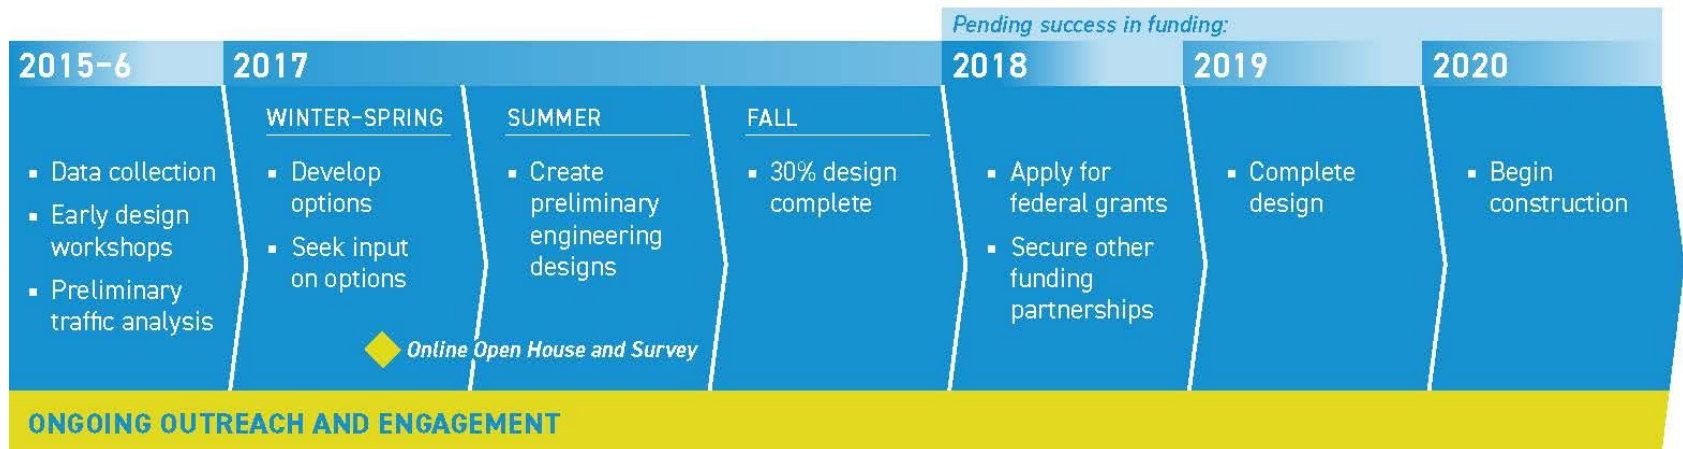 Pending success in funding:
2015–6
2017
2018
2019
2020
WINTER–SPRING
SUMMER
FALL
▪ Data collection
▪ Early design
workshops
▪ Preliminary
traffic analysis
▪ Develop
options
▪ Seek input
on options
▪ Create
preliminary
engineering
designs
▪ 30% design
complete
▪ Apply for
federal grants
▪ Secure other
funding
partnerships
▪ Complete
design
▪ Begin
construction
Online Open House and Survey
ONGOING OUTREACH AND ENGAGEMENT